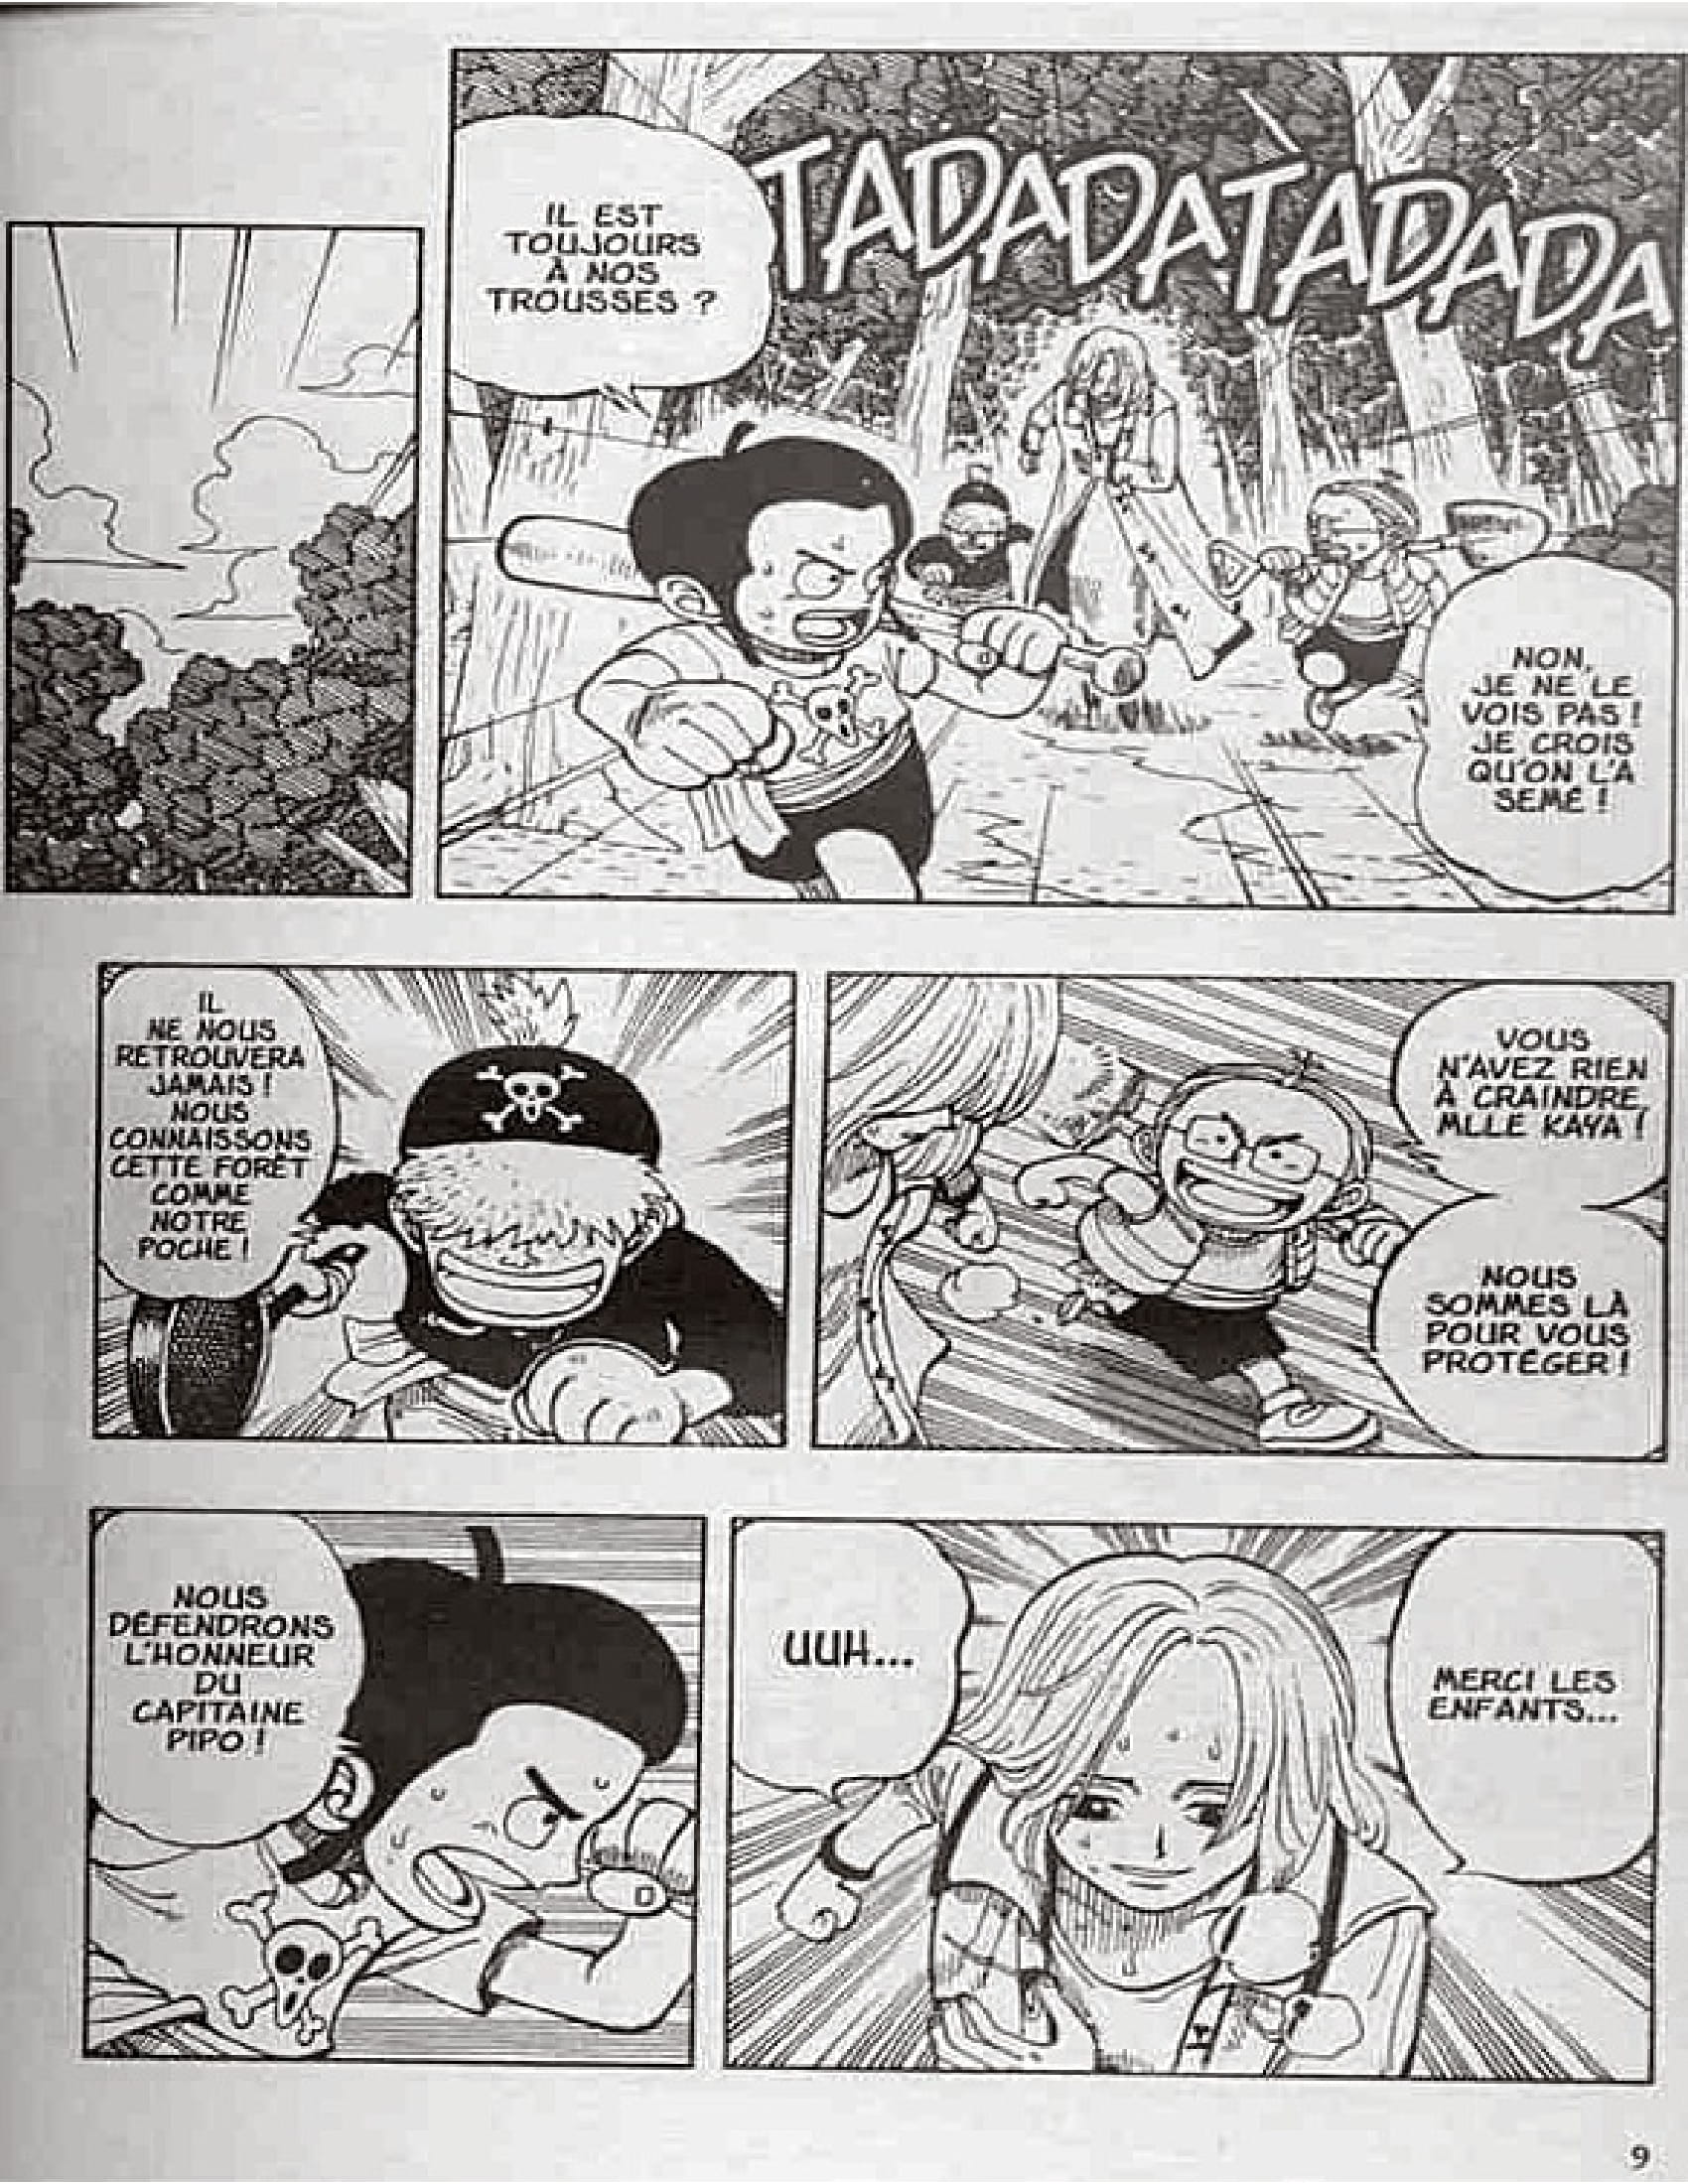 TADADATADADA
IL EST
TOUJOURS
À NOS
TROUSSES ?
NON,
JE NE LE
VOIS PAS !
JE CROIS
QU'ON L'A
SEMÉ !
VOUS
N'AVEZ RIEN
À CRAINDRE,
MLLE KAYA !
NOUS
SOMMES LÀ
POUR VOUS
PROTÉGER !
IL
NE NOUS
RETROUVERA
JAMAIS !
NOUS
CONNAISSONS
CETTE FORÊT
COMME
NOTRE
POCHE !
MERCI LES
ENFANTS...
UUH...
NOUS
DÉFENDRONS
L'HONNEUR
DU
CAPITAINE
PIPO !
9